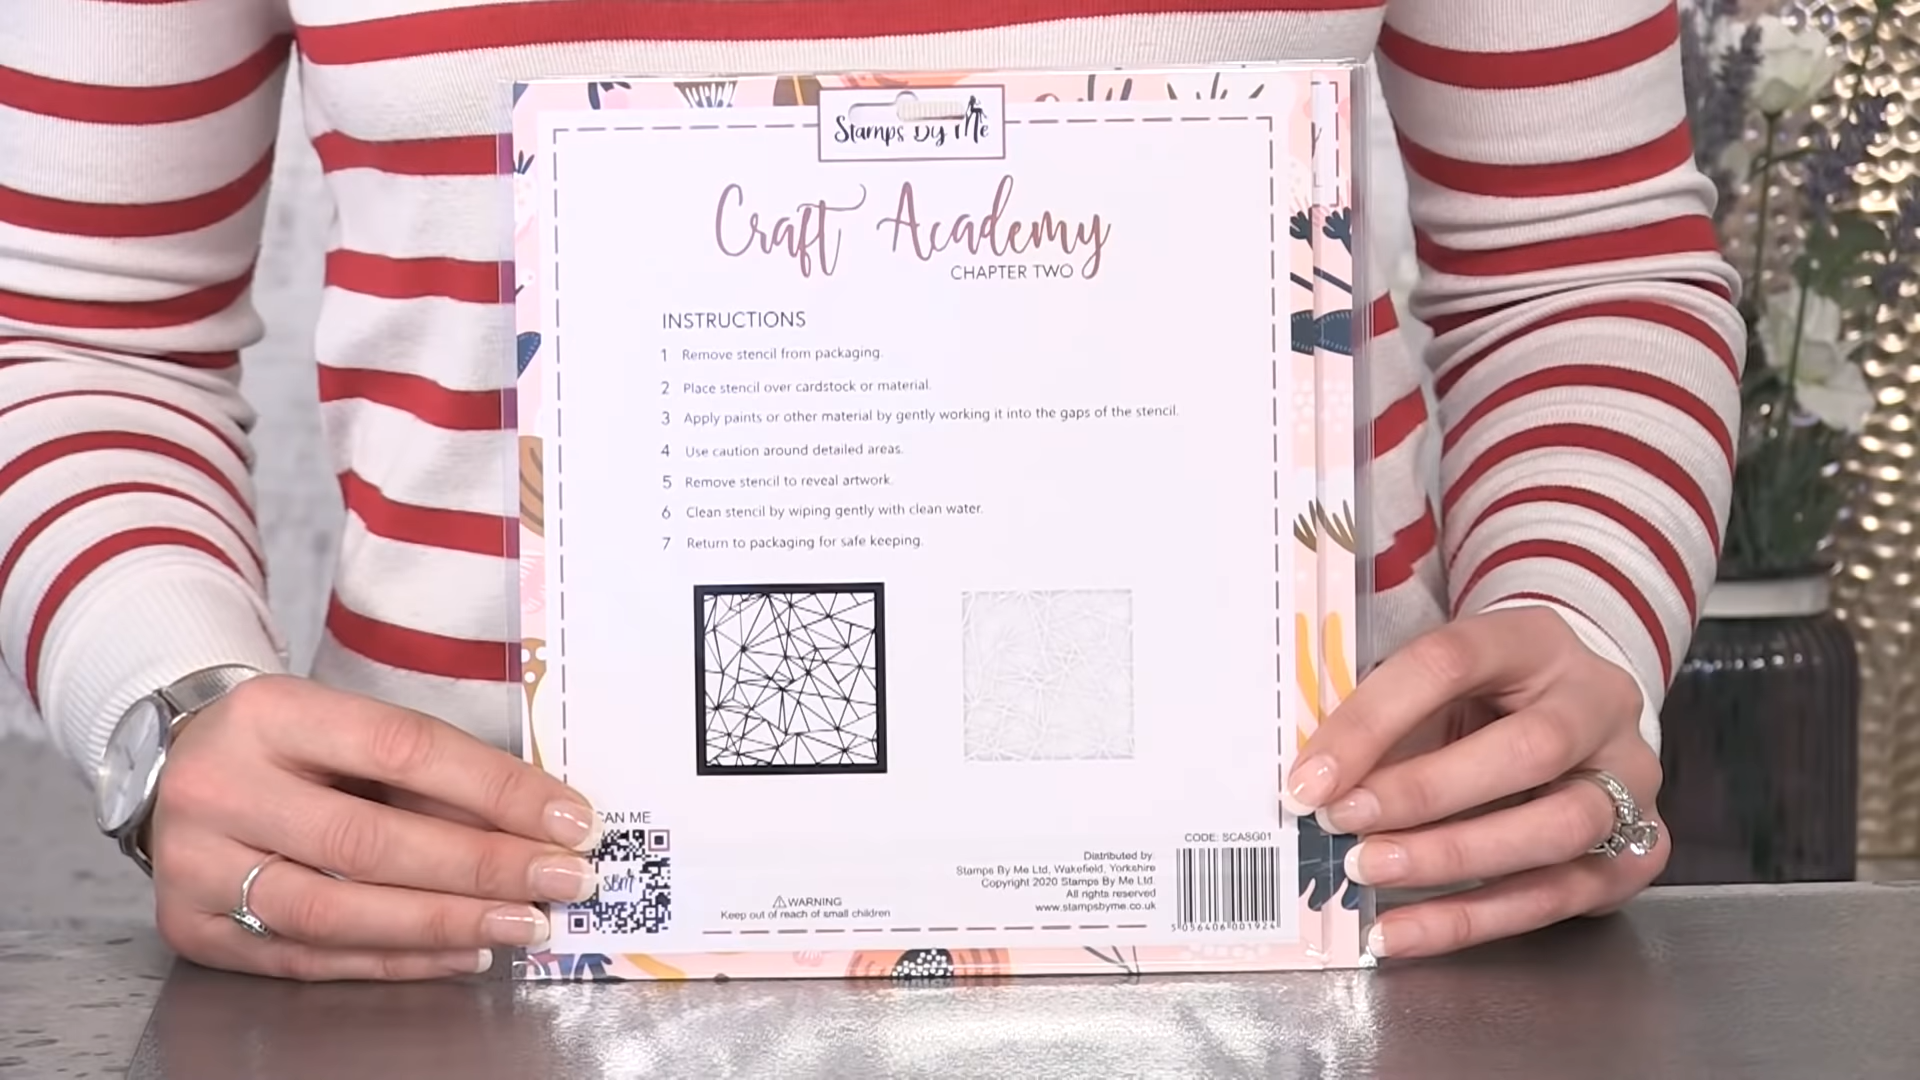 Stamps By Me
Craft Academy
CHAPTER TWO
INSTRUCTIONS
1 Remove stencil from packaging.
2 Place stencil over cardstock or material.
3 Apply paints or other material by gently working it into the gaps of the stencil.
4 Use caution around detailed areas.
5 Remove stencil to reveal artwork.
6 Clean stencil by wiping gently with clean water.
7 Return to packaging for safe keeping.
CAN ME
SBM
WARNING
Keep out of reach of small children
CODE: SCASG01
Distributed by
Stamps By Me Ltd, Wakefield, Yorkshire
Copyright 2020 Stamps By Me Ltd.
All rights reserved
www.stampsbyme.co.uk
5 056406 001924